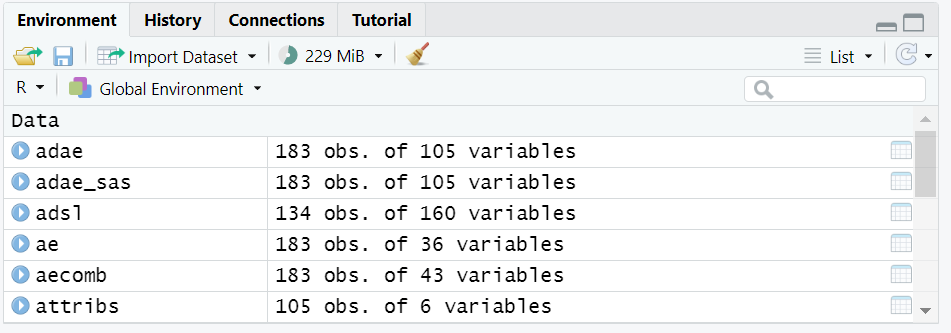 Environment History Connections Tutorial
Import Dataset 229 MiB List
R Global Environment
Data
adae 183 obs. of 105 variables
adae_sas 183 obs. of 105 variables
adsl 134 obs. of 160 variables
ae 183 obs. of 36 variables
aecomb 183 obs. of 43 variables
attribs 105 obs. of 6 variables